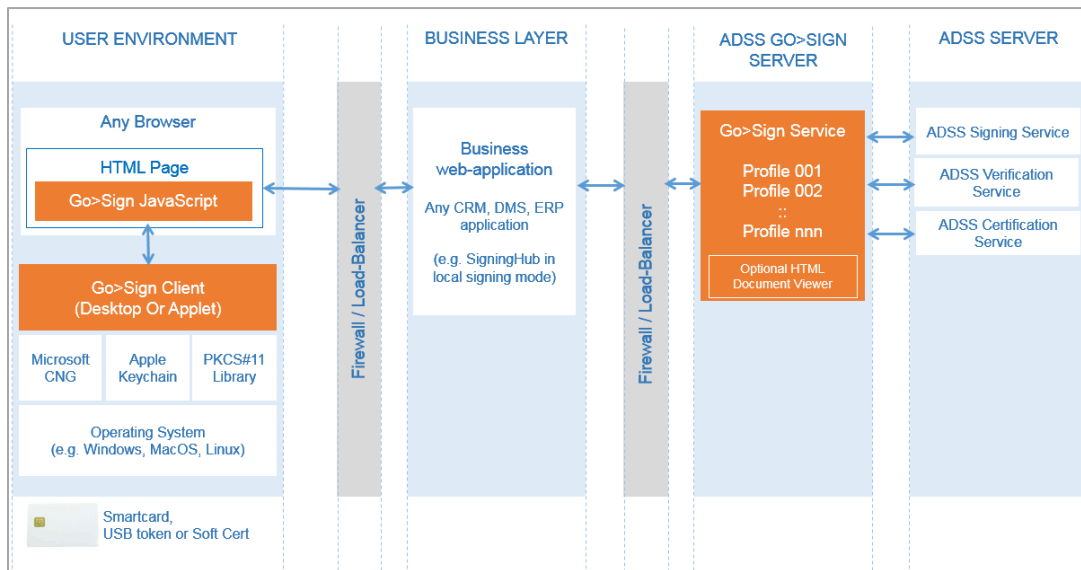 USER ENVIRONMENT
BUSINESS LAYER
ADSS GO>SIGN
SERVER
ADSS SERVER
Any Browser
HTML Page
Go>Sign JavaScript
Go>Sign Client
(Desktop Or Applet)
Microsoft
CNG
Apple
Keychain
PKCS#11
Library
Operating System
(e.g. Windows, MacOS, Linux)
Smartcard,
USB token or Soft Cert
Firewall / Load-Balancer
Business
web-application
Any CRM, DMS, ERP
application
(e.g. SigningHub in
local signing mode)
Firewall / Load-Balancer
Go>Sign Service
Profile 001
Profile 002
::
Profile nnn
Optional HTML
Document Viewer
ADSS Signing Service
ADSS Verification
Service
ADSS Certification
Service